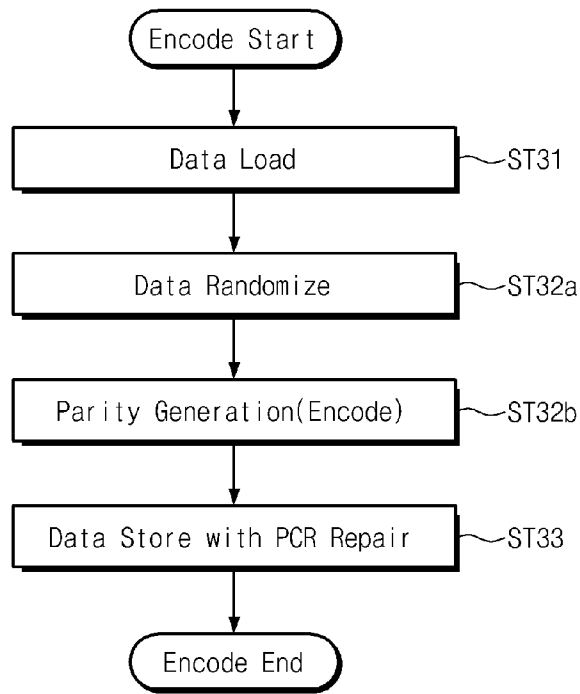 Encode Start
Data Load
ST31
Data Randomize
ST32a
Parity Generation(Encode)
ST32b
Data Store with PCR Repair
ST33
Encode End